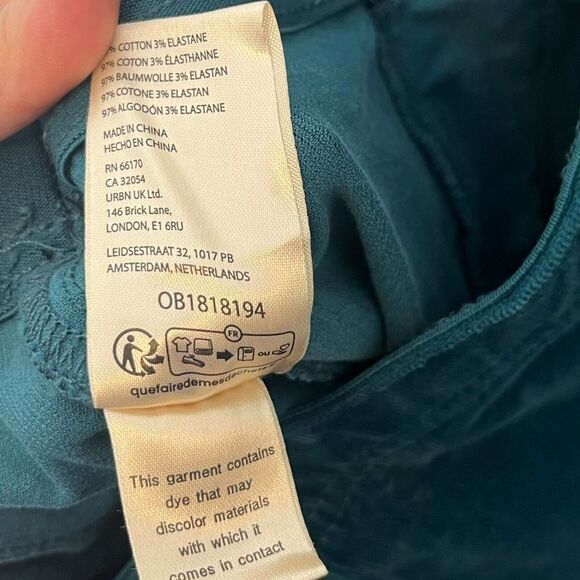 % COTTON 3% ELASTANE
97% COTON 3% ÉLASTHANNE
97% BAUMWOLLE 3% ELASTAN
97% COTONE 3% ELASTAN
97% ALGODÓN 3% ELASTANE
MADE IN CHINA
HECHO EN CHINA
RN 66170
CA 32054
URBN UK Ltd.
146 Brick Lane,
LONDON, E1 6RU
LEIDSESTRAAT 32, 1017 PB
AMSTERDAM, NETHERLANDS
OB1818194
FR
OU
quefairedemesdechets
This garment contains
dye that may
discolor materials
with which it
comes in contact